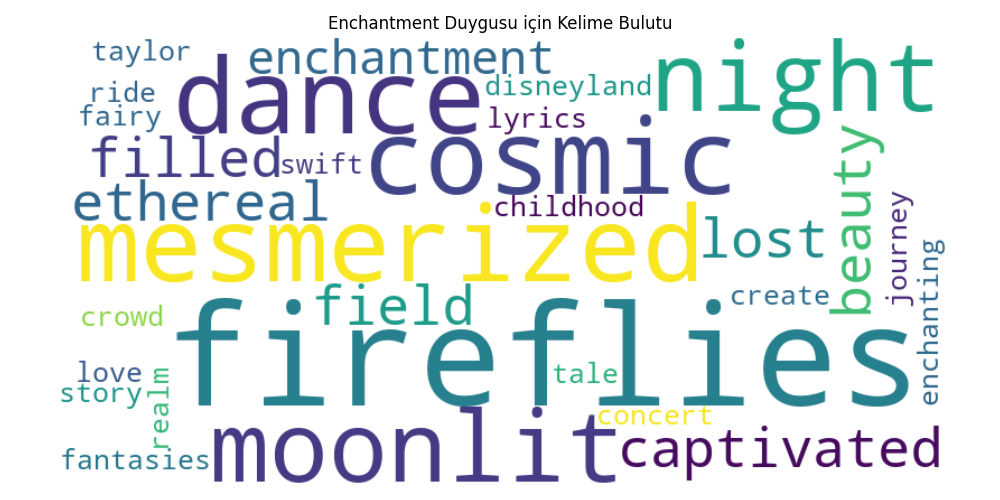 Enchantment Duygusu için Kelime Bulutu
taylor
enchantment
night
dance
disneyland
ride
fairy
lyrics
cosmic
filled
swift
beauty
ethereal
childhood
journey
mesmerized
lost
enchanting
field
create
crowd
fireflies
love
tale
story
realm
concert
moonlit
captivated
fantasies